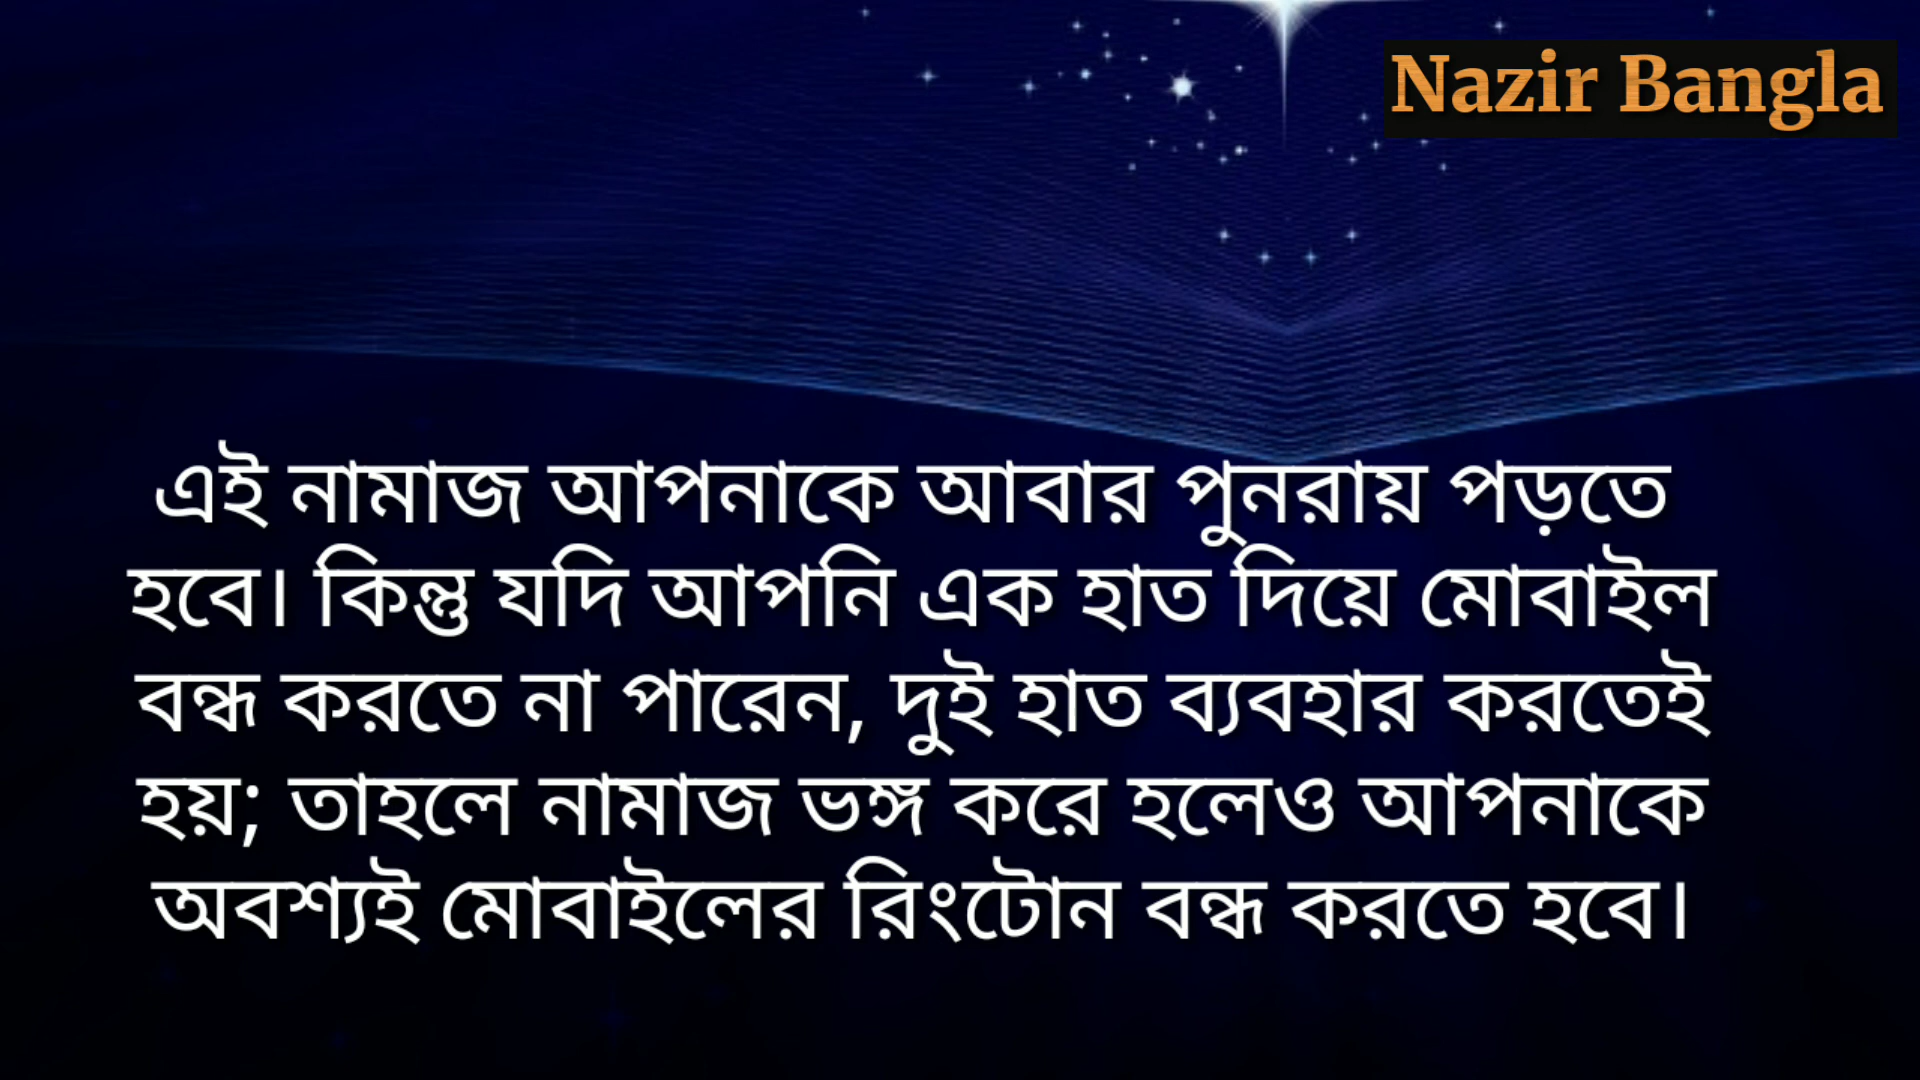 Nazir Bangla
এই নামাজ আপনাকে আবার পুনরায় পড়তে
হবে। কিন্তু যদি আপনি এক হাত দিয়ে মোবাইল
বন্ধ করতে না পারেন, দুই হাত ব্যবহার করতেই
হয়; তাহলে নামাজ ভঙ্গ করে হলেও আপনাকে
অবশ্যই মোবাইলের রিংটোন বন্ধ করতে হবে।